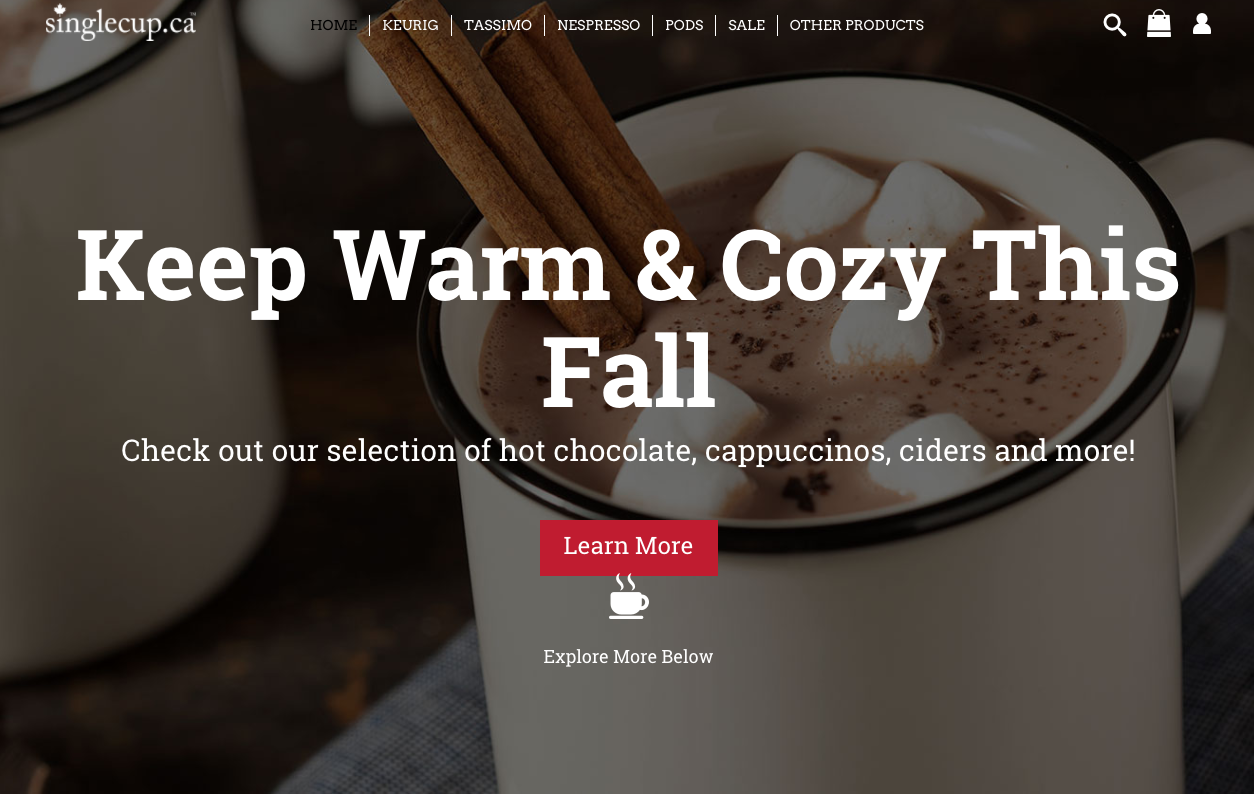 singlecup.ca™
HOME KEURIG TASSIMO NESPRESSO PODS SALE OTHER PRODUCTS
Keep Warm & Cozy This
Fall
Check out our selection of hot chocolate, cappuccinos, ciders and more!
Learn More
Explore More Below